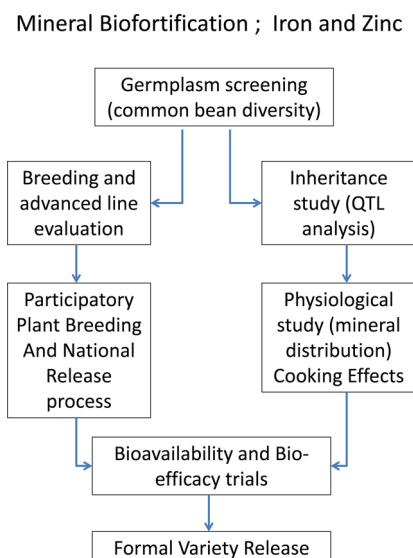 Mineral Biofortification ; Iron and Zinc
Germplasm screening
(common bean diversity)
Breeding and
advanced line
evaluation
Inheritance
study (QTL
analysis)
Participatory
Plant Breeding
And National
Release
process
Physiological
study (mineral
distribution)
Cooking Effects
Bioavailability and Bio-
efficacy trials
Formal Variety Release